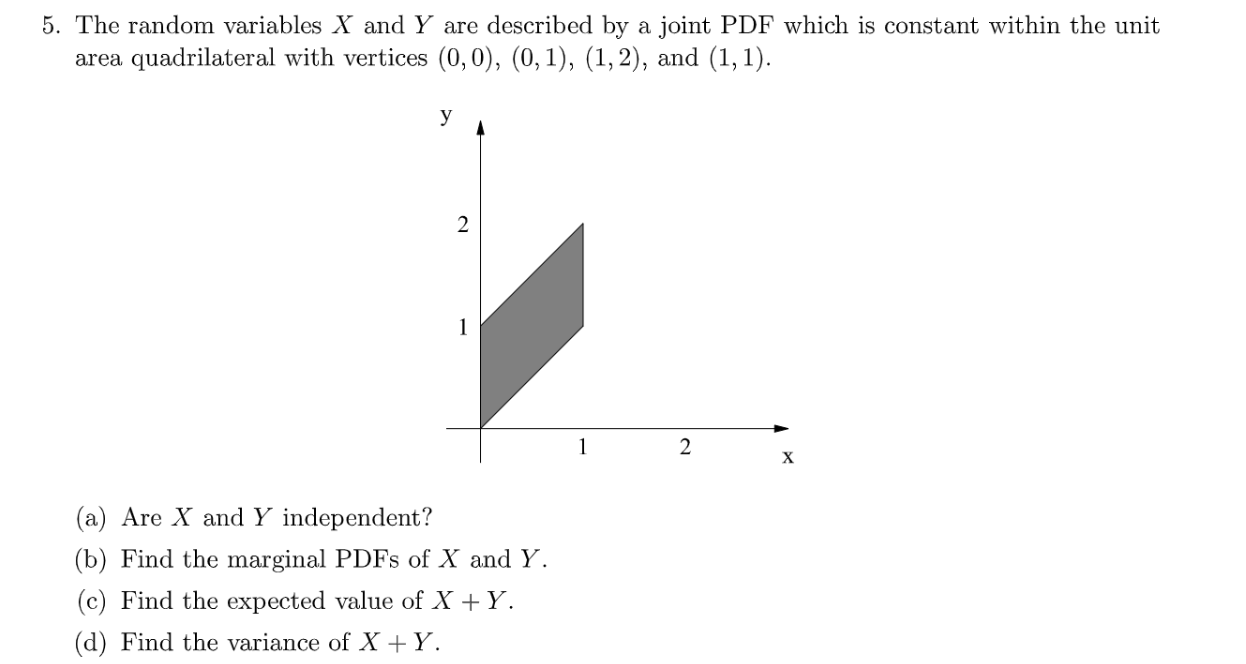 5. The random variables X and Y are described by a joint PDF which is constant within the unit
area quadrilateral with vertices (0, 0), (0, 1), (1, 2), and (1, 1).
y
2
1
1 2
x
(a) Are X and Y independent?
(b) Find the marginal PDFs of X and Y.
(c) Find the expected value of X + Y.
(d) Find the variance of X + Y.